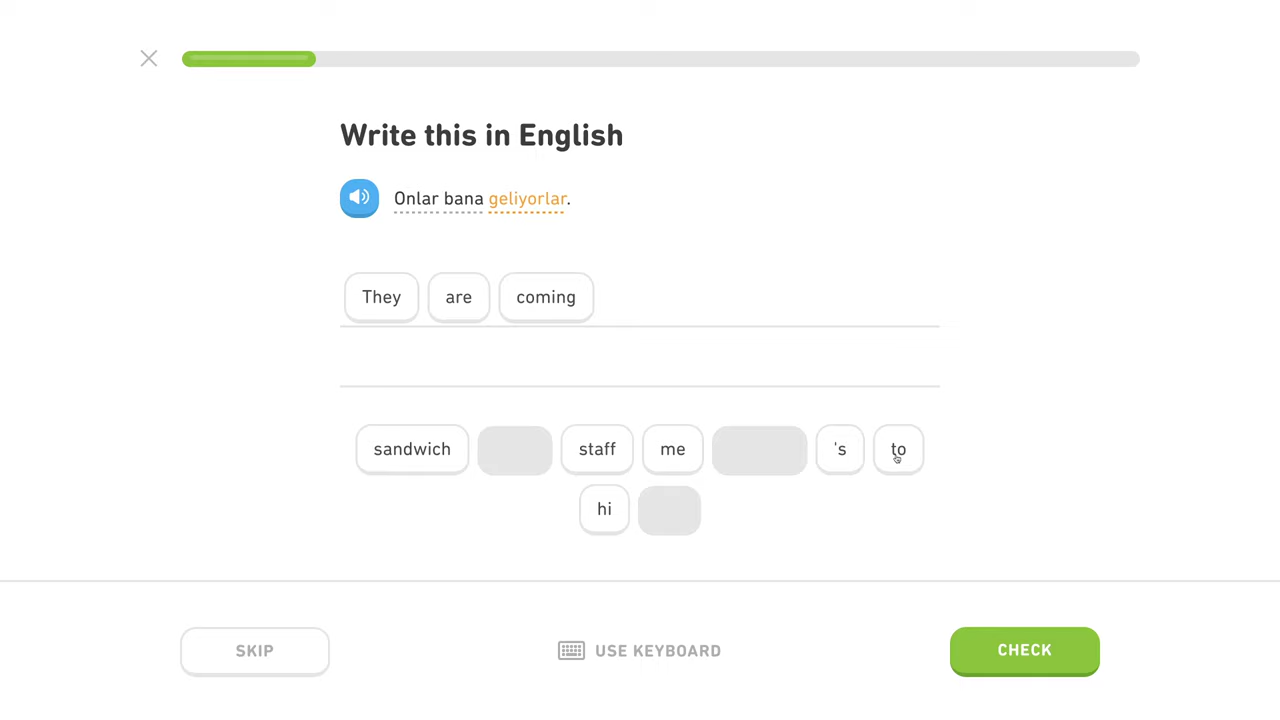 Write this in English
Onlar bana geliyorlar.
They are coming
sandwich staff me 's to
hi
SKIP USE KEYBOARD CHECK